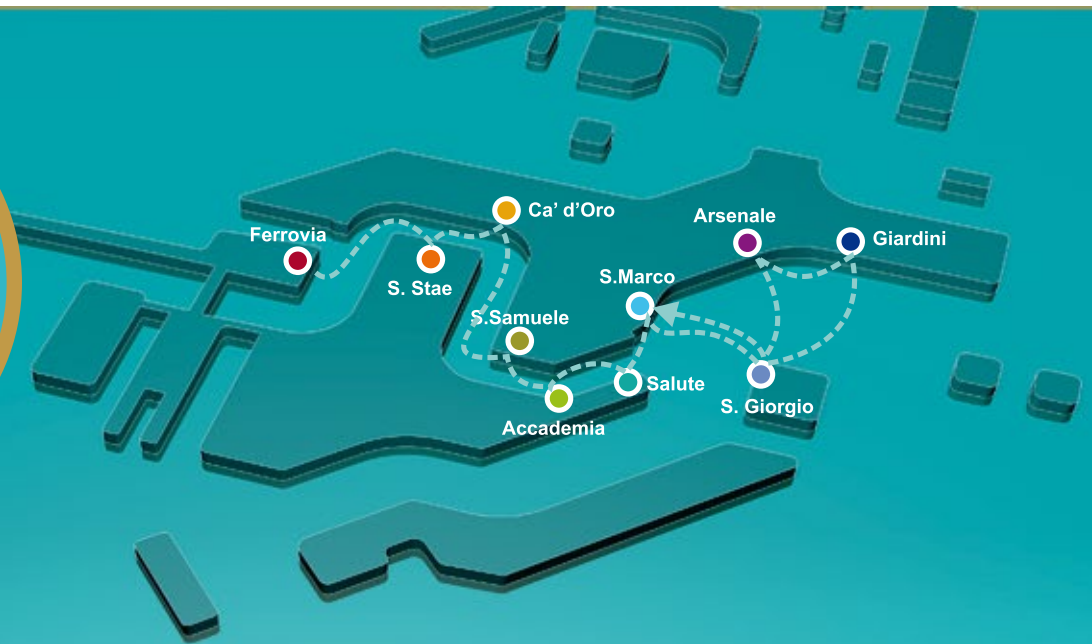 Ca' d'Oro
Arsenale
Ferrovia
Giardini
S.Marco
S. Stae
S.Samuele
Salute
S. Giorgio
Accademia